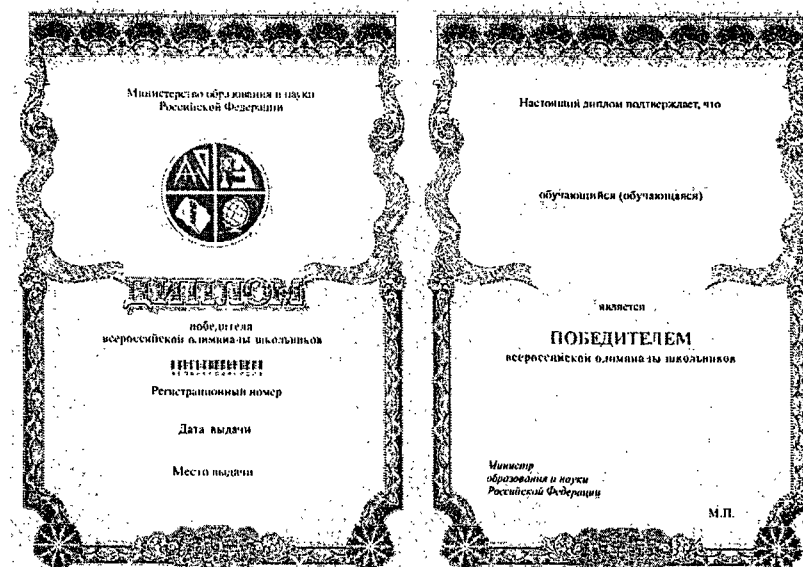 Министерство образования и науки
Российской Федерации
ДИПЛОМ
победителя
всероссийской олимпиады школьников
Регистрационный номер
Дата выдачи
Место выдачи
Настоящий диплом подтверждает, что
обучающийся (обучающаяся)
является
ПОБЕДИТЕЛЕМ
всероссийской олимпиады школьников
Министр
образования и науки
Российской Федерации
М.П.